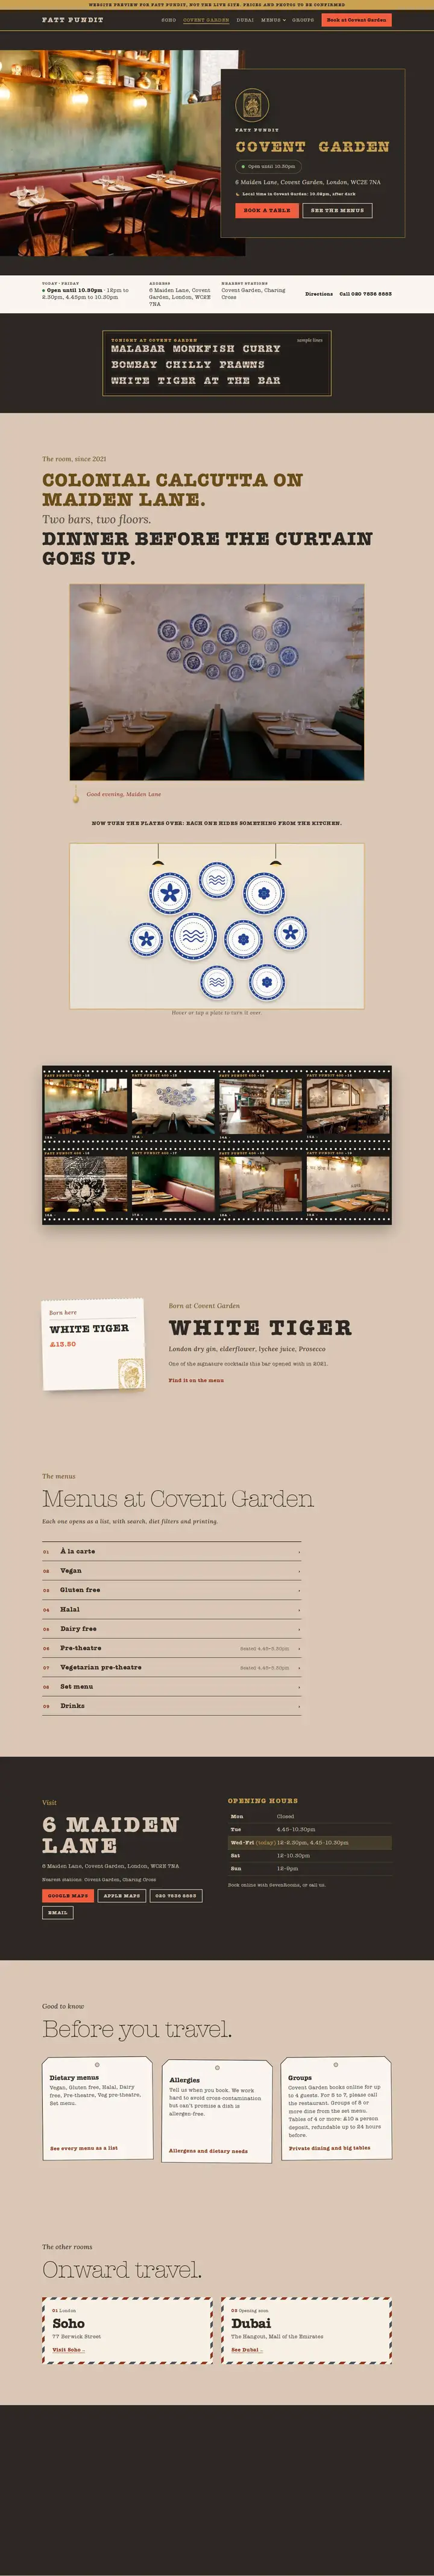 WEBSITE PREVIEW FOR FATT PUNDIT, NOT THE LIVE SITE. PRICES AND PHOTOS TO BE CONFIRMED
FATT PUNDIT
SOHO COVENT GARDEN DUBAI MENUS GROUPS Book at Covent Garden
FATT PUNDIT
COVENT GARDEN
Open until 10.30pm
6 Maiden Lane, Covent Garden, London, WC2E 7NA
Local time in Covent Garden: 10.08pm, after dark
BOOK A TABLE SEE THE MENUS
TODAY · FRIDAY
Open until 10.30pm · 12pm to
2.30pm, 4.45pm to 10.30pm
ADDRESS
6 Maiden Lane, Covent
Garden, London, WC2E
7NA
NEAREST STATIONS
Covent Garden, Charing
Cross
Directions Call 020 7836 8883
TONIGHT AT COVENT GARDEN sample lines
MALABAR MONKFISH CURRY
BOMBAY CHILLY PRAWNS
WHITE TIGER AT THE BAR
The room, since 2021
COLONIAL CALCUTTA ON
MAIDEN LANE.
Two bars, two floors.
DINNER BEFORE THE CURTAIN
GOES UP.
Good evening, Maiden Lane
NOW TURN THE PLATES OVER: EACH ONE HIDES SOMETHING FROM THE KITCHEN.
Hover or tap a plate to turn it over.
Born here
WHITE TIGER
£13.50
Born at Covent Garden
WHITE TIGER
London dry gin, elderflower, lychee juice, Prosecco
One of the signature cocktails this bar opened with in 2021.
Find it on the menu
The menus
Menus at Covent Garden
Each one opens as a list, with search, diet filters and printing.
01 À la carte
02 Vegan
03 Gluten free
04 Halal
05 Dairy free
06 Pre-theatre Seated 4.45–5.30pm
07 Vegetarian pre-theatre Seated 4.45–5.30pm
08 Set menu
09 Drinks
Visit
6 MAIDEN
LANE
6 Maiden Lane, Covent Garden, London, WC2E 7NA
Nearest stations: Covent Garden, Charing Cross
GOOGLE MAPS APPLE MAPS 020 7836 8883
EMAIL
OPENING HOURS
Mon Closed
Tue 4.45–10.30pm
Wed–Fri (today) 12–2.30pm, 4.45–10.30pm
Sat 12–10.30pm
Sun 12–9pm
Book online with SevenRooms, or call us.
Good to know
Before you travel.
Dietary menus
Vegan, Gluten free, Halal, Dairy
free, Pre-theatre, Veg pre-theatre,
Set menu.
See every menu as a list
Allergies
Tell us when you book. We work
hard to avoid cross-contamination
but can't promise a dish is
allergen-free.
Allergens and dietary needs
Groups
Covent Garden books online for up
to 4 guests. For 5 to 7, please call
the restaurant. Groups of 8 or
more dine from the set menu.
Tables of 4 or more: £10 a person
deposit, refundable up to 24 hours
before.
Private dining and big tables
The other rooms
Onward travel.
01 London
Soho
77 Berwick Street
Visit Soho
03 Opening soon
Dubai
The Hangout, Mall of the Emirates
See Dubai